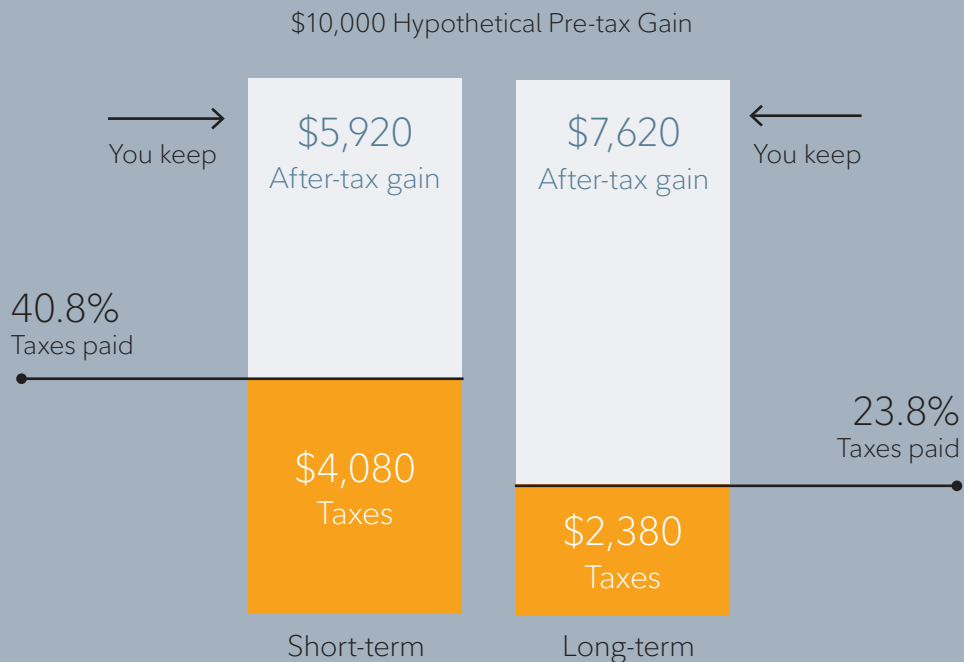 $10,000 Hypothetical Pre-tax Gain
You keep
$5,920
After-tax gain
$7,620
After-tax gain
You keep
40.8%
Taxes paid
23.8%
Taxes paid
$4,080
Taxes
$2,380
Taxes
Short-term
Long-term